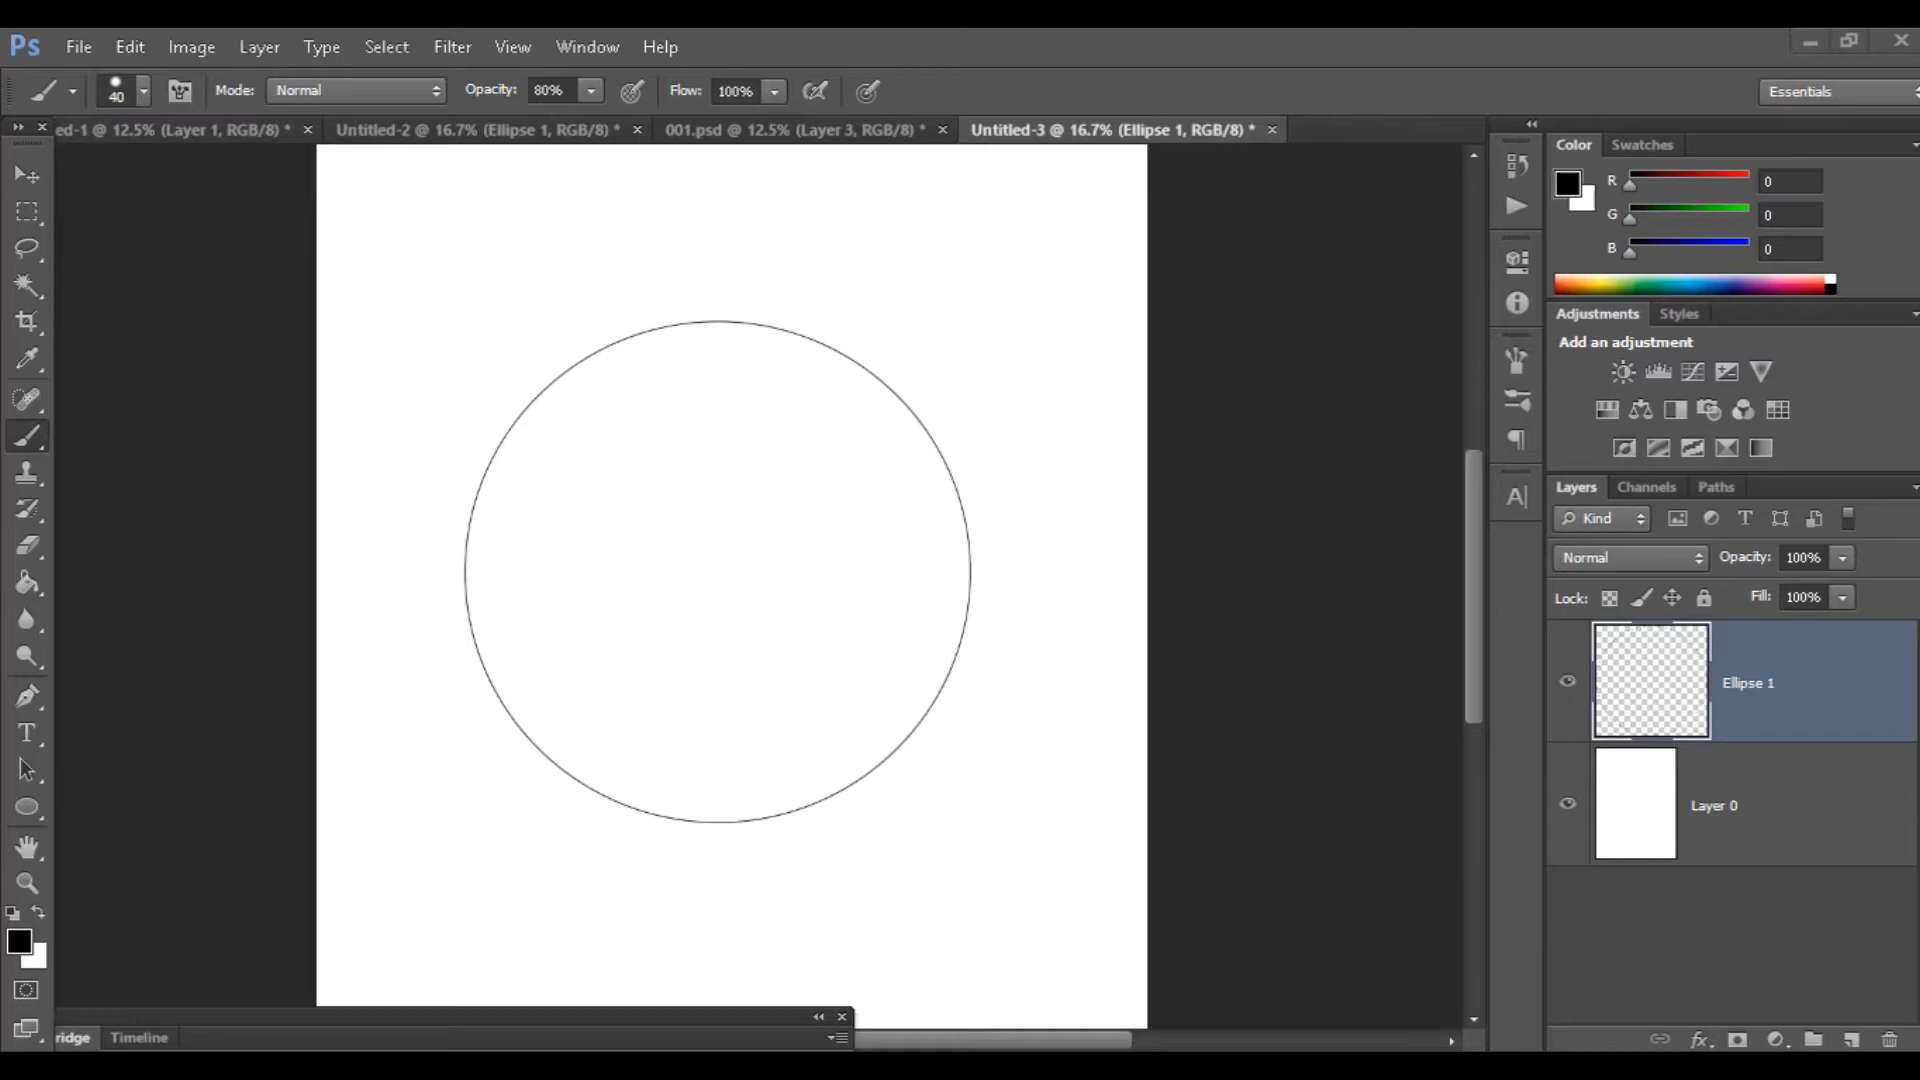 Ps File Edit Image Layer Type Select Filter View Window Help
40 Mode: Normal Opacity: 80% Flow: 100% Essentials
ed-1 @ 12.5% (Layer 1, RGB/8) * Untitled-2 @ 16.7% (Ellipse 1, RGB/8) * 001.psd @ 12.5% (Layer 3, RGB/8) * Untitled-3 @ 16.7% (Ellipse 1, RGB/8) *
Color Swatches
R 0
G 0
B 0
Adjustments Styles
Add an adjustment
Layers Channels Paths
Kind
Normal Opacity: 100%
Lock: Fill: 100%
Ellipse 1
Layer 0
ridge Timeline